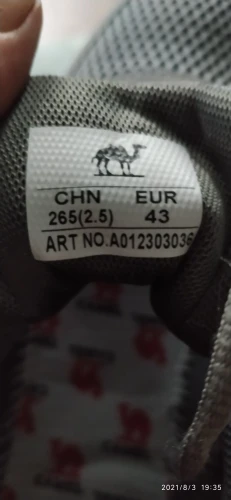 CHN EUR
265(2.5) 43
ART NO.A012303036
2021/8/3 19:35